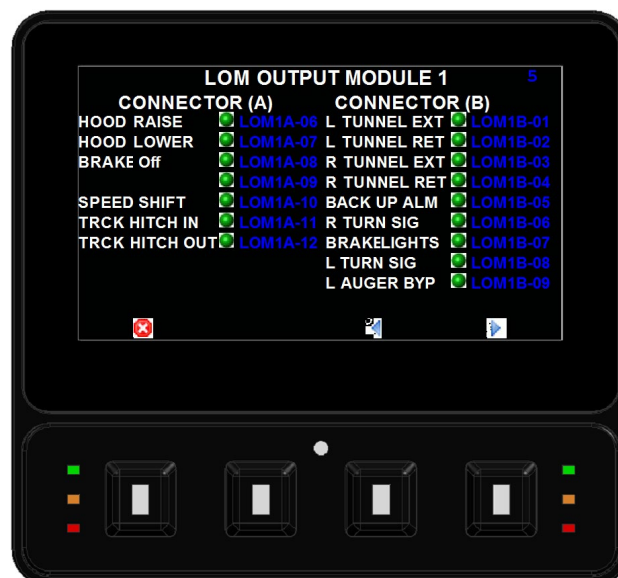 LOM OUTPUT MODULE 1 5
CONNECTOR (A) CONNECTOR (B)
HOOD RAISE LOM1A-06 L TUNNEL EXT LOM1B-01
HOOD LOWER LOM1A-07 L TUNNEL RET LOM1B-02
BRAKE Off LOM1A-08 R TUNNEL EXT LOM1B-03
LOM1A-09 R TUNNEL RET LOM1B-04
SPEED SHIFT LOM1A-10 BACK UP ALM LOM1B-05
TRCK HITCH IN LOM1A-11 R TURN SIG LOM1B-06
TRCK HITCH OUT LOM1A-12 BRAKELIGHTS LOM1B-07
L TURN SIG LOM1B-08
L AUGER BYP LOM1B-09